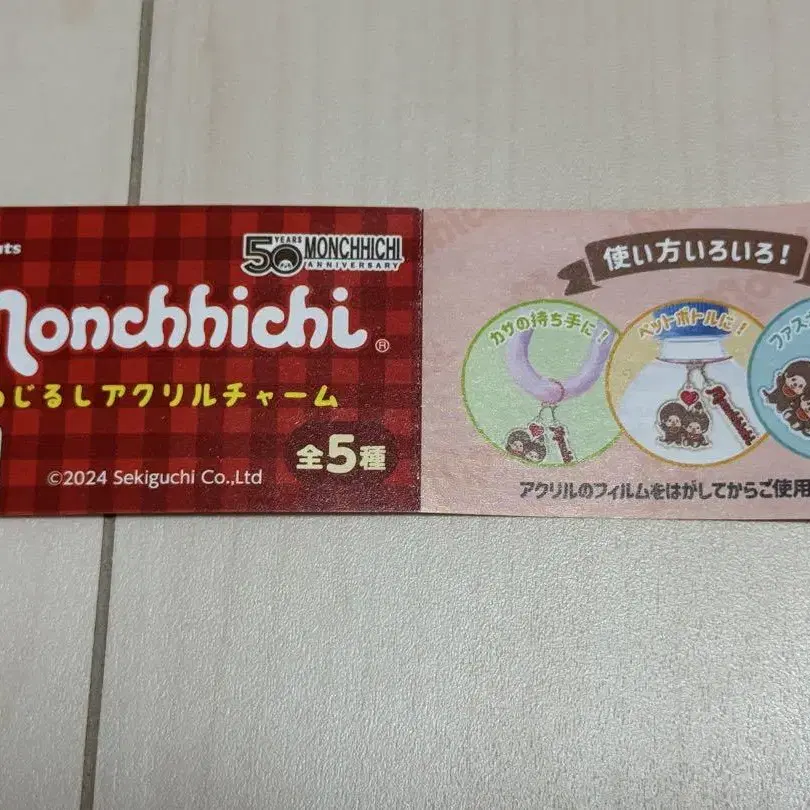 50 YEARS MONCHHICHI
ANNIVERSARY
Monchhichi®
じるしアクリルチャーム
全5種
©2024 Sekiguchi Co.,Ltd
使い方いろいろ!
カサの持ち手に!
ペットボトルに!
アクリルのフィルムをはがしてからご使用